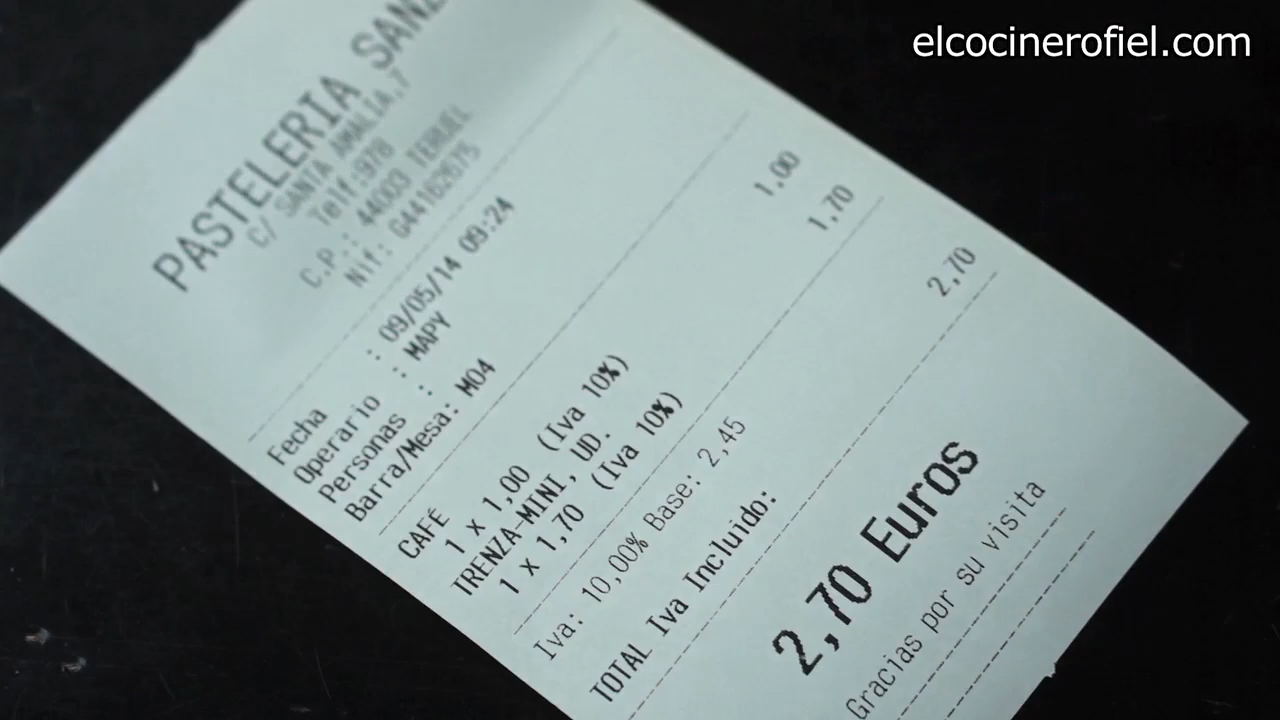 elcocinerofiel.com
PASTELERIA SANZ
C/ SANTA AMALIA,7
Telf:978
C.P.: 44003 TERUEL
Nif: G44162675
Fecha : 09/05/14 09:24
Operario : MAPY
Personas :
Barra/Mesa: M04
CAFÉ
1 x 1,00 (Iva 10%) 1,00
TRENZA-MINI, UD.
1 x 1,70 (Iva 10%) 1,70
Iva: 10,00% Base: 2,45 2,70
TOTAL Iva Incluido:
2,70 Euros
Gracias por su visita